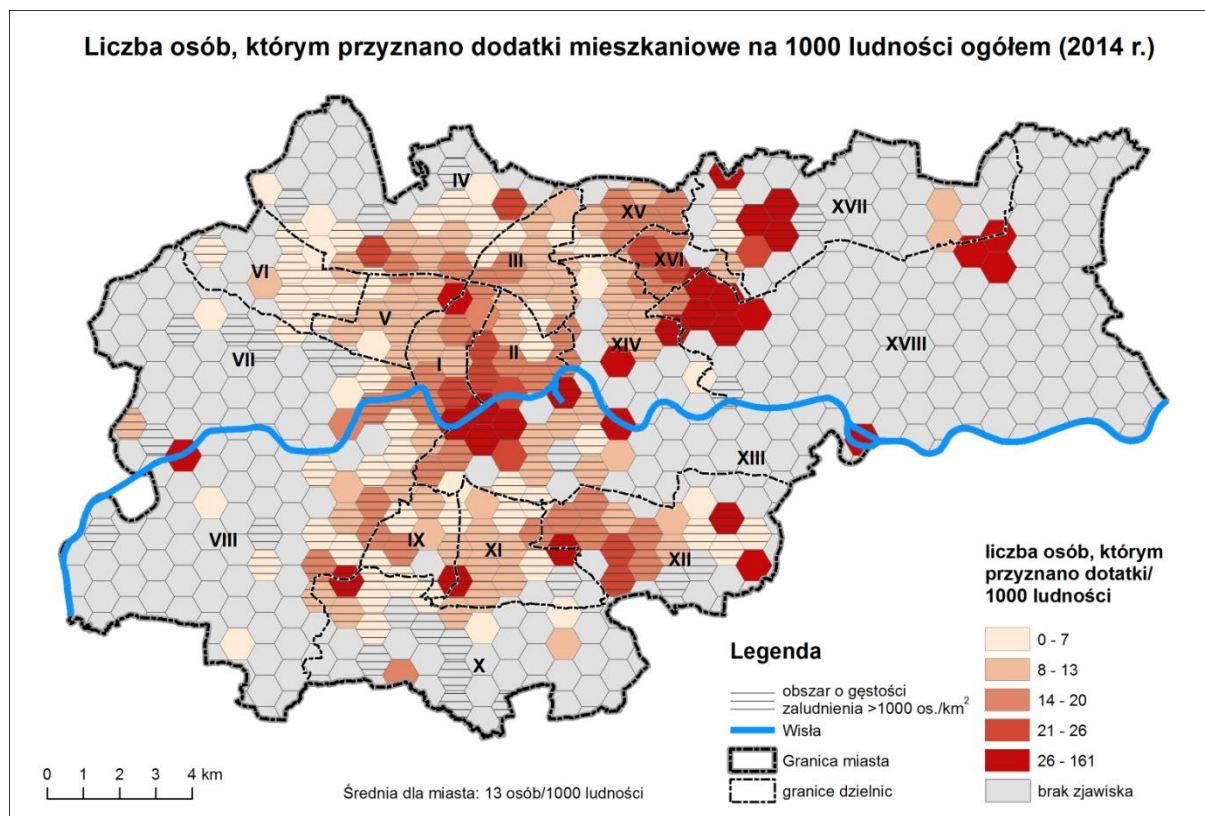 Liczba osób, którym przyznano dodatki mieszkaniowe na 1000 ludności ogółem (2014 r.)
IV
XV
XVII
VI
III
XVI
V
VII
I
II
XIV
XVIII
XIII
VIII
IX
XI
XII
X
liczba osób, którym
przyznano dotatki/
1000 ludności
0 - 7
8 - 13
14 - 20
21 - 26
26 - 161
brak zjawiska
Legenda
obszar o gęstości
zaludnienia >1000 os./km²
Wisła
Granica miasta
granice dzielnic
0 1 2 3 4 km
Średnia dla miasta: 13 osób/1000 ludności